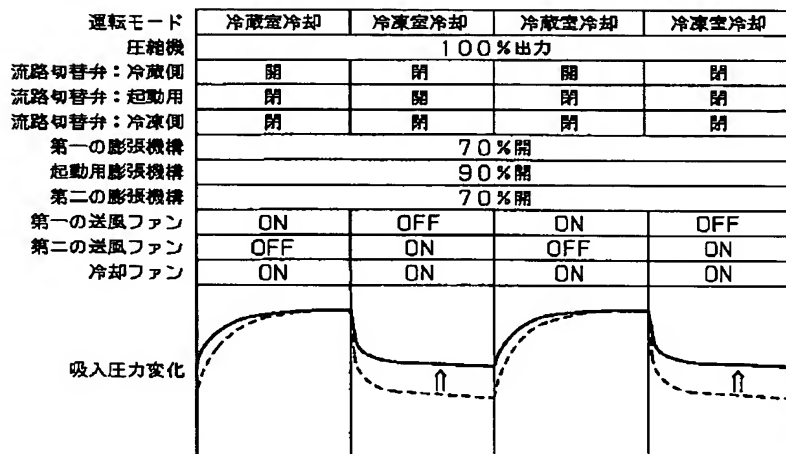 運転モード 冷蔵室冷却 冷凍室冷却 冷蔵室冷却 冷凍室冷却
圧縮機 100%出力
流路切替弁：冷蔵側 開 閉 開 閉
流路切替弁：起動用 閉 開 閉 閉
流路切替弁：冷凍側 閉 閉 閉 閉
第一の膨張機構 70%開
起動用膨張機構 90%開
第二の膨張機構 70%開
第一の送風ファン ON OFF ON OFF
第二の送風ファン OFF ON OFF ON
冷却ファン ON ON ON ON
吸入圧力変化 ⇑ ⇑